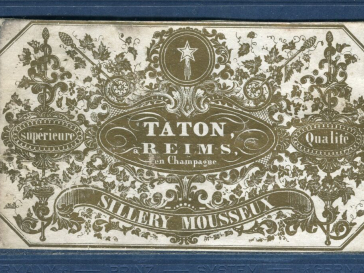 TATON,
Supérieure
à REIMS,
Qualité
en Champagne
SILLERY MOUSSEUX